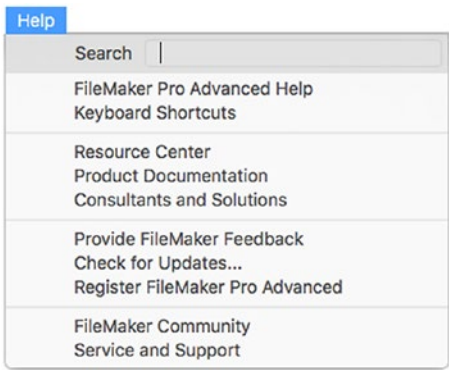 Help
Search
FileMaker Pro Advanced Help
Keyboard Shortcuts
Resource Center
Product Documentation
Consultants and Solutions
Provide FileMaker Feedback
Check for Updates...
Register FileMaker Pro Advanced
FileMaker Community
Service and Support